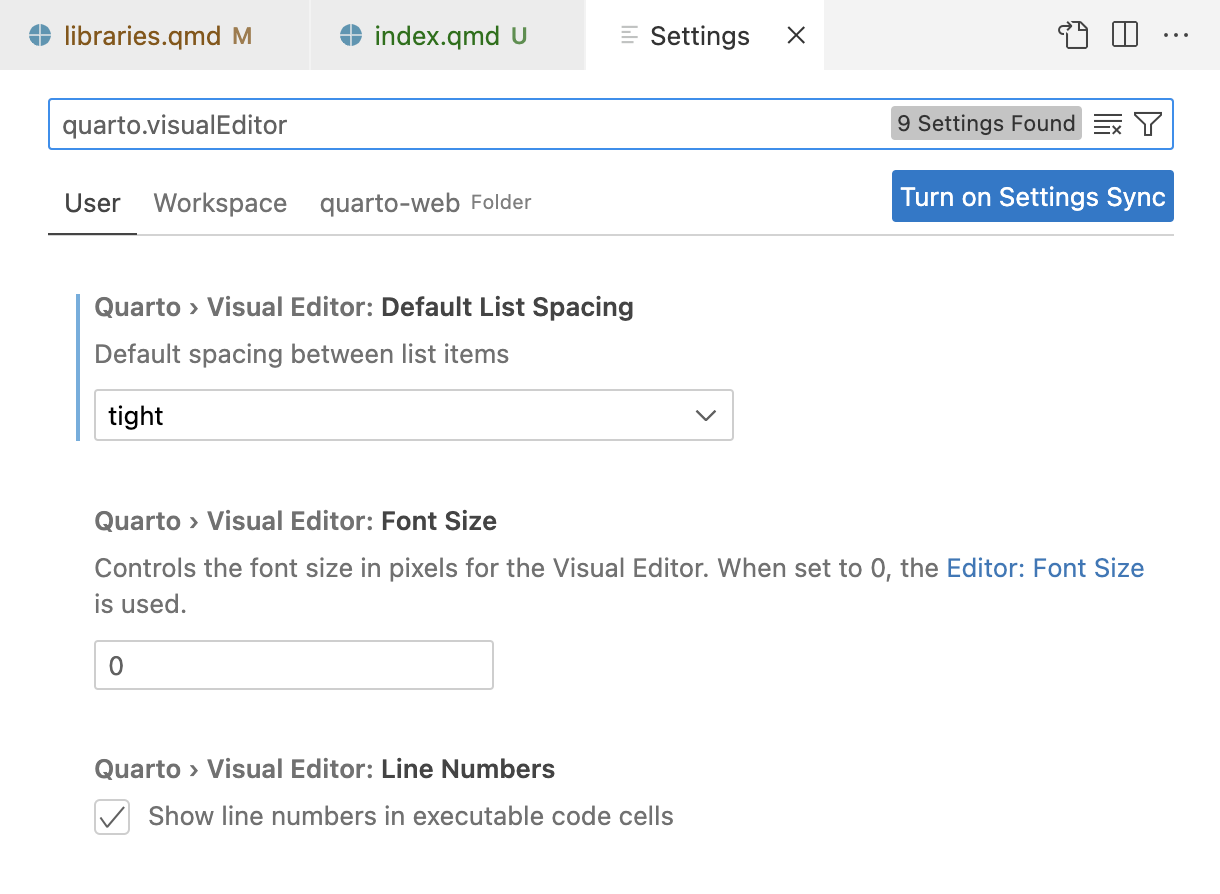 libraries.qmd M index.qmd U Settings
quarto.visualEditor 9 Settings Found
User Workspace quarto-web Folder Turn on Settings Sync
Quarto › Visual Editor: Default List Spacing
Default spacing between list items
tight
Quarto › Visual Editor: Font Size
Controls the font size in pixels for the Visual Editor. When set to 0, the Editor: Font Size
is used.
0
Quarto › Visual Editor: Line Numbers
Show line numbers in executable code cells